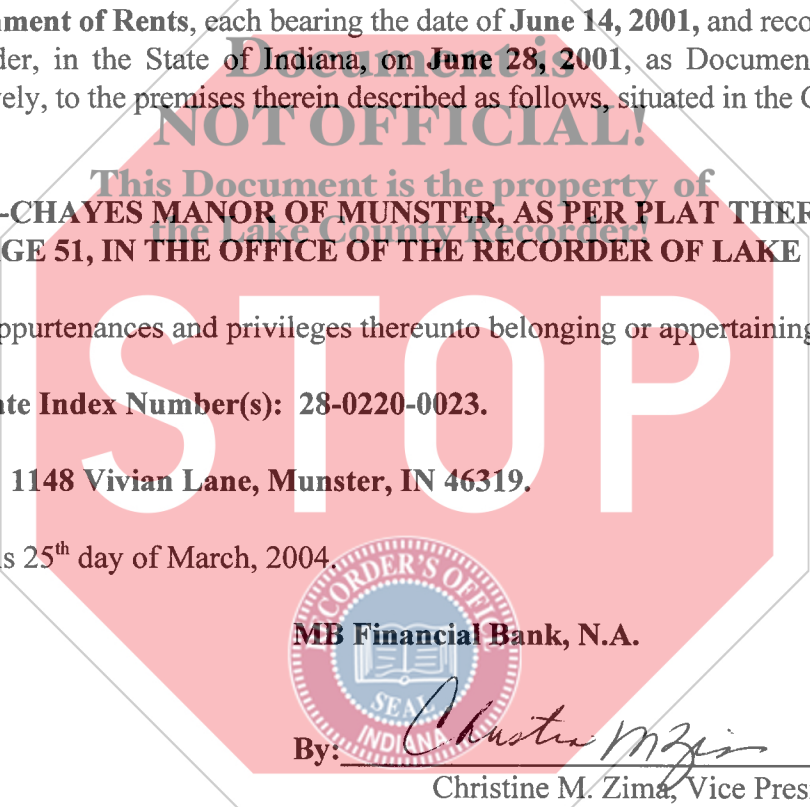 nment of Rents, each bearing the date of June 14, 2001, and reco
der, in the State of Indiana, on June 28, 2001, as Documen
vely, to the premises therein described as follows, situated in the C
Document is
NOT OFFICIAL!
This Document is the property of
the Lake County Recorder!
-CHAYES MANOR OF MUNSTER, AS PER PLAT THER
GE 51, IN THE OFFICE OF THE RECORDER OF LAKE
STOP
ppurtenances and privileges thereunto belonging or appertaining
ate Index Number(s): 28-0220-0023.
1148 Vivian Lane, Munster, IN 46319.
s 25th day of March, 2004.
RECORDER'S OFFICE
SEAL
INDIANA
MB Financial Bank, N.A.
By: Christine M Zima
Christine M. Zima, Vice Pres